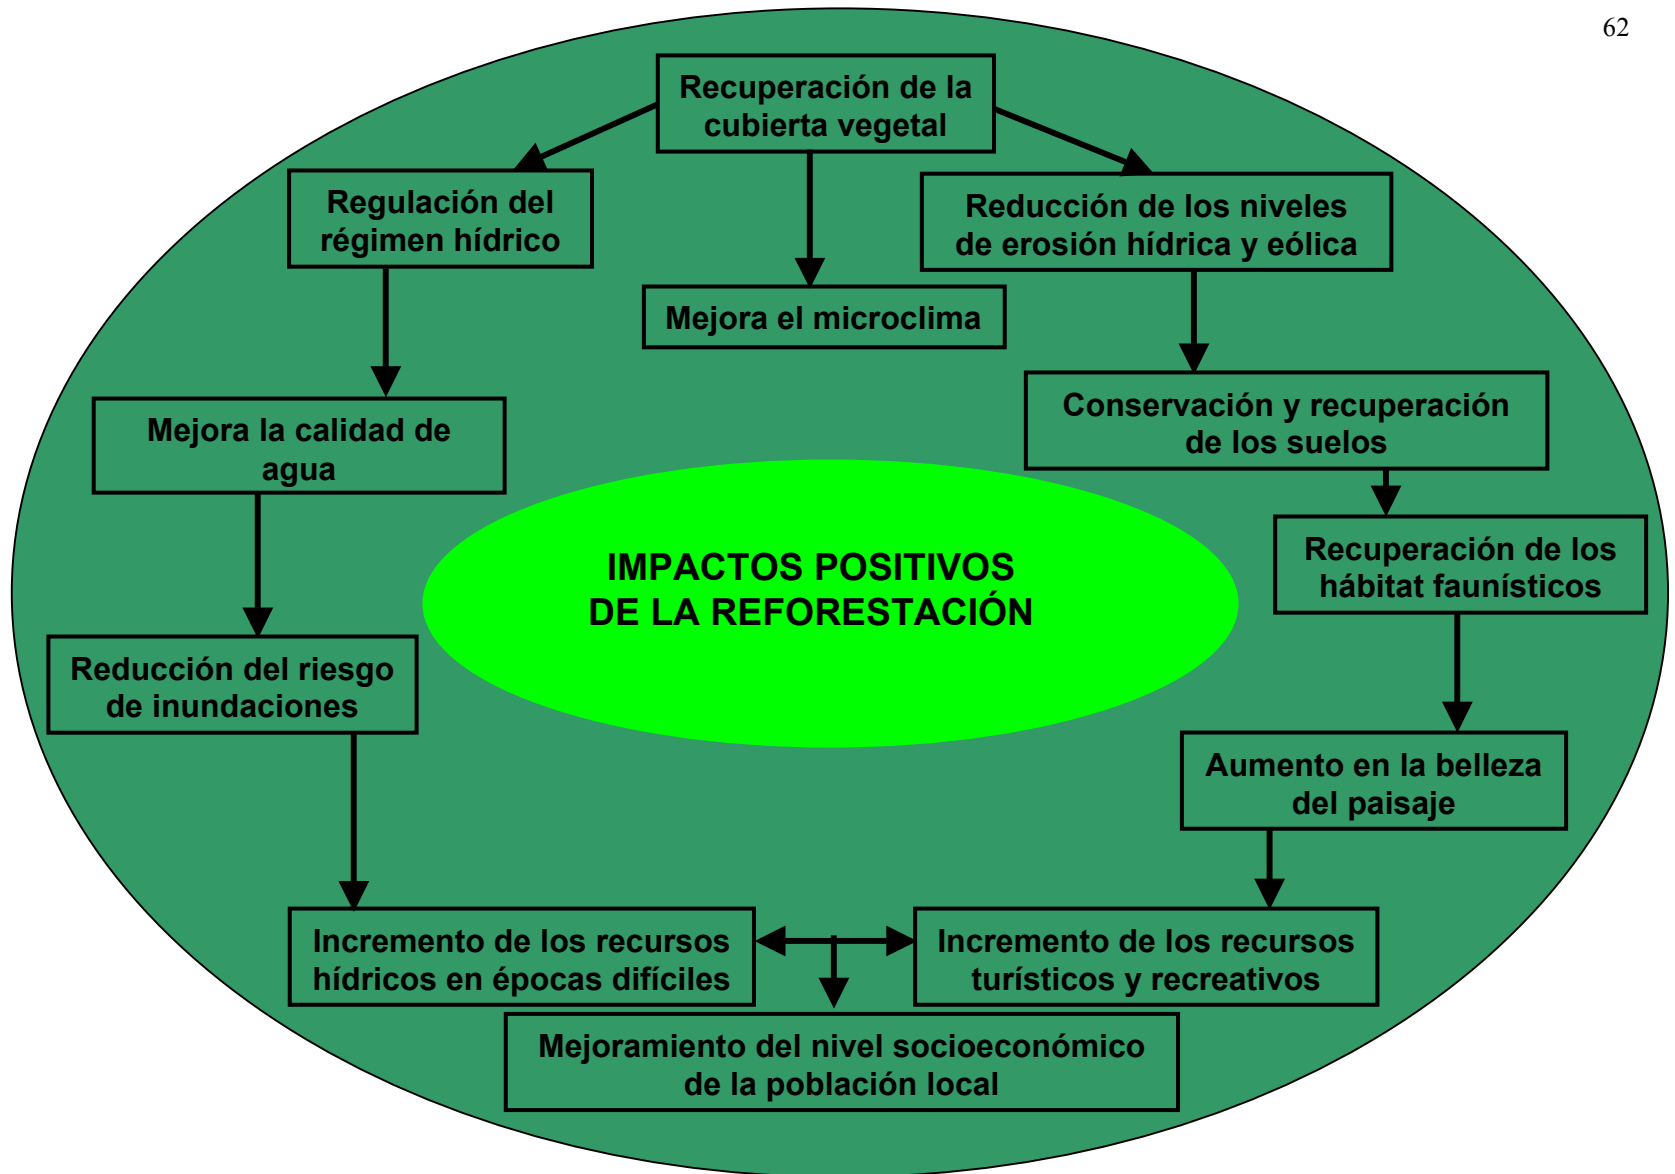 62
Recuperación de la
cubierta vegetal
Regulación del
régimen hídrico
Reducción de los niveles
de erosión hídrica y eólica
Mejora el microclima
Mejora la calidad de
agua
Conservación y recuperación
de los suelos
IMPACTOS POSITIVOS
DE LA REFORESTACIÓN
Recuperación de los
hábitat faunísticos
Reducción del riesgo
de inundaciones
Aumento en la belleza
del paisaje
Incremento de los recursos
hídricos en épocas difíciles
Incremento de los recursos
turísticos y recreativos
Mejoramiento del nivel socioeconómico
de la población local